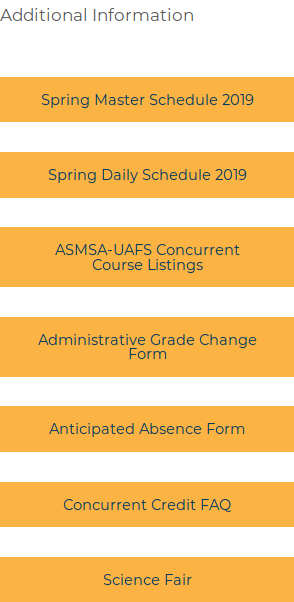 Additional Information
Spring Master Schedule 2019
Spring Daily Schedule 2019
ASMSA-UAFS Concurrent
Course Listings
Administrative Grade Change
Form
Anticipated Absence Form
Concurrent Credit FAQ
Science Fair